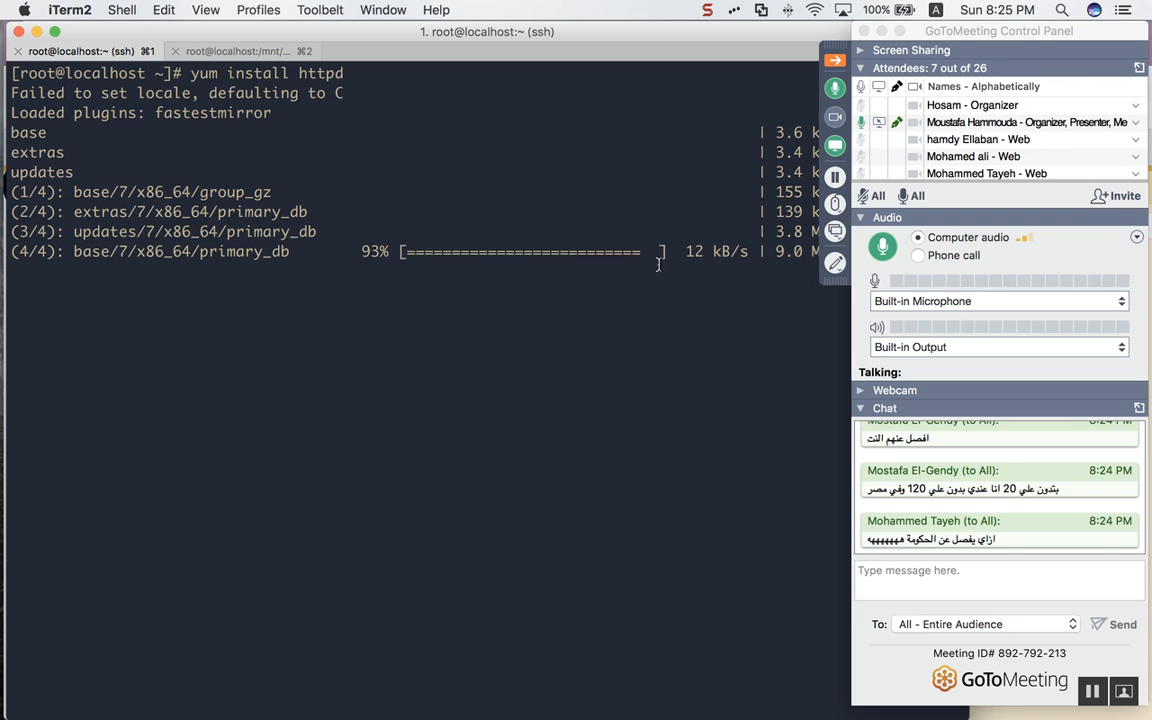 iTerm2 Shell Edit View Profiles Toolbelt Window Help 100% A Sun 8:25 PM
1. root@localhost:~ (ssh)
root@localhost:~ (ssh) ⌘1 root@localhost:/mnt/... ⌘2
[root@localhost ~]# yum install httpd
Failed to set locale, defaulting to C
Loaded plugins: fastestmirror
base | 3.6 k
extras | 3.4 k
updates | 3.4 k
(1/4): base/7/x86_64/group_gz | 155 k
(2/4): extras/7/x86_64/primary_db | 139 k
(3/4): updates/7/x86_64/primary_db | 3.8 M
(4/4): base/7/x86_64/primary_db 93% [========================== ] 12 kB/s | 9.0 M
GoToMeeting Control Panel
Screen Sharing
Attendees: 7 out of 26
Names - Alphabetically
Hosam - Organizer
Moustafa Hammouda - Organizer, Presenter, Me
hamdy Ellaban - Web
Mohamed ali - Web
Mohammed Tayeh - Web
All All Invite
Audio
Computer audio
Phone call
Built-in Microphone
Built-in Output
Talking:
Webcam
Chat
Mostafa El-Gendy (to All): 8:24 PM
افصل عنهم النت
Mostafa El-Gendy (to All): 8:24 PM
بتدون علي 20 انا عندي بدون علي 120 وفي مصر
Mohammed Tayeh (to All): 8:24 PM
ازاي يفصل عن الحكومة هههههههه
Type message here.
To: All - Entire Audience Send
Meeting ID# 892-792-213
GoToMeeting